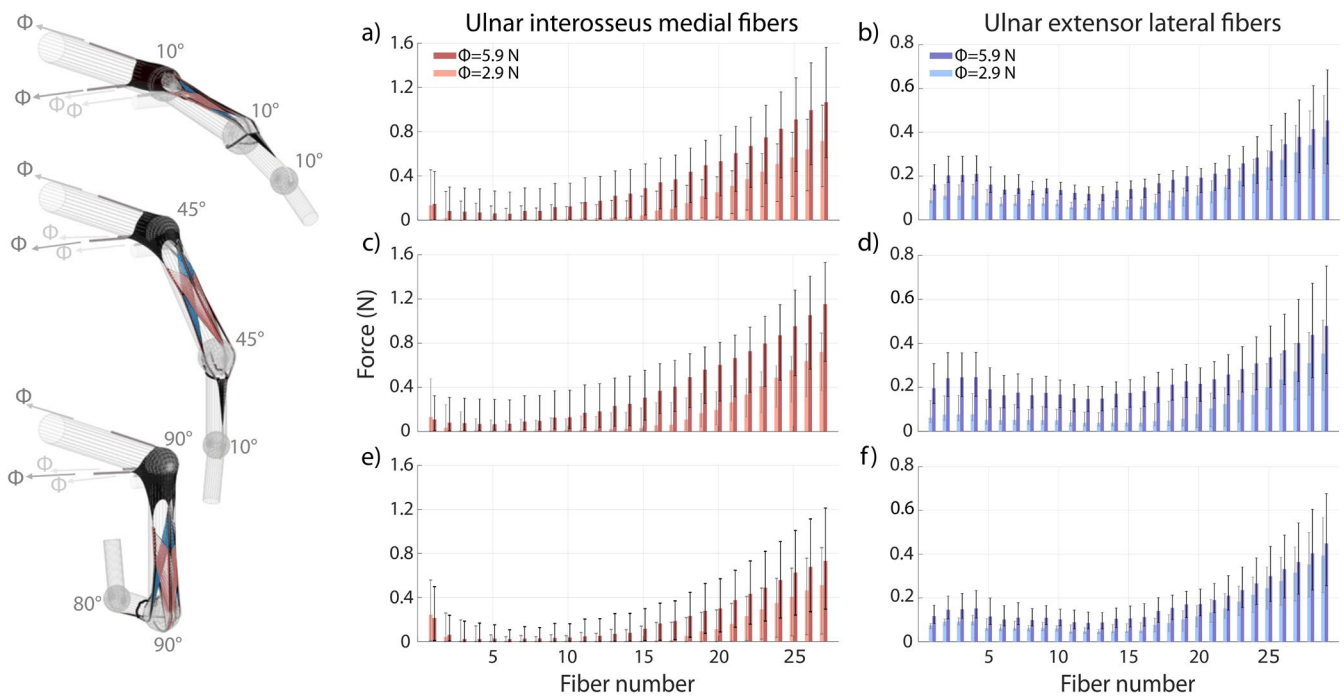 Ulnar interosseus medial fibers
Ulnar extensor lateral fibers
Φ
10°
Φ
Φ
Φ
10°
10°
a)
1.6
1.2
0.8
0.4
0
Φ=5.9 N
Φ=2.9 N
b)
0.8
0.6
0.4
0.2
0
Φ=5.9 N
Φ=2.9 N
Φ
45°
Φ
Φ
Φ
45°
10°
c)
1.6
1.2
0.8
0.4
0
Force (N)
d)
0.8
0.6
0.4
0.2
0
Φ
90°
Φ
Φ
Φ
80°
90°
e)
1.6
1.2
0.8
0.4
0
5 10 15 20 25
Fiber number
f)
0.8
0.6
0.4
0.2
0
5 10 15 20 25
Fiber number